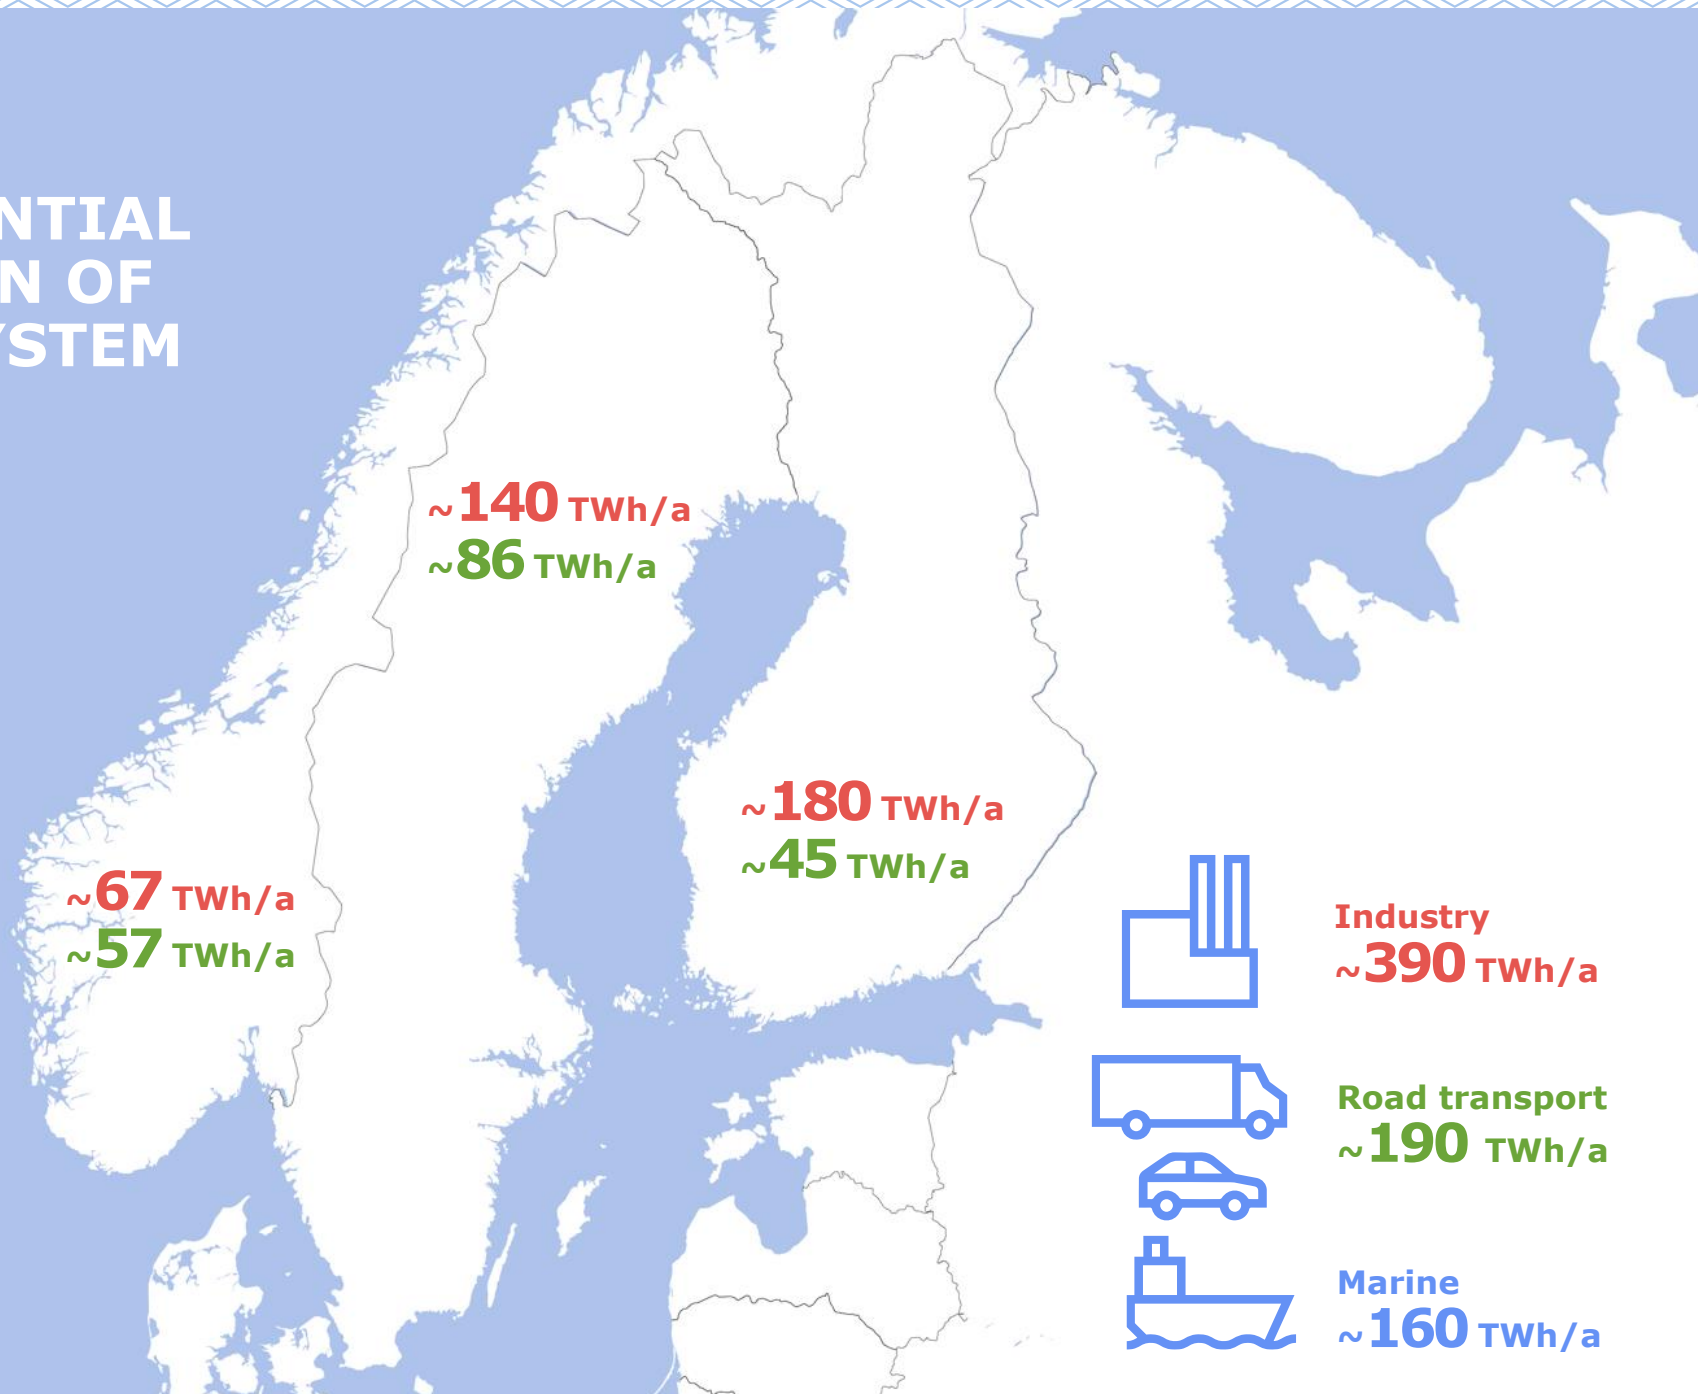 NTIAL
N OF
YSTEM
~140 TWh/a
~86 TWh/a
~180 TWh/a
~45 TWh/a
~67 TWh/a
~57 TWh/a
Industry
~390 TWh/a
Road transport
~190 TWh/a
Marine
~160 TWh/a